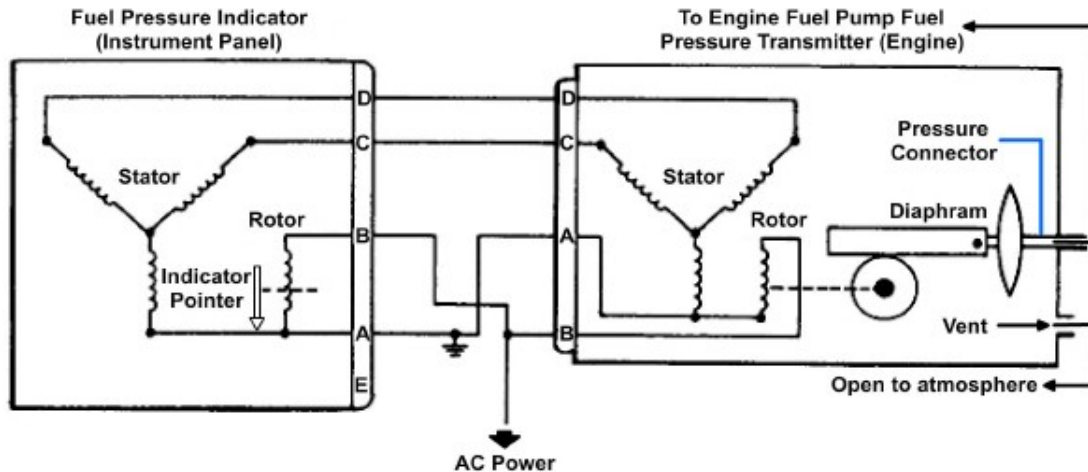 Fuel Pressure Indicator
(Instrument Panel)
To Engine Fuel Pump Fuel
Pressure Transmitter (Engine)
D
D
C
C
Pressure
Connector
Stator
Stator
Rotor
Rotor
Diaphram
B
A
Indicator
Pointer
A
B
Vent
E
Open to atmosphere
AC Power